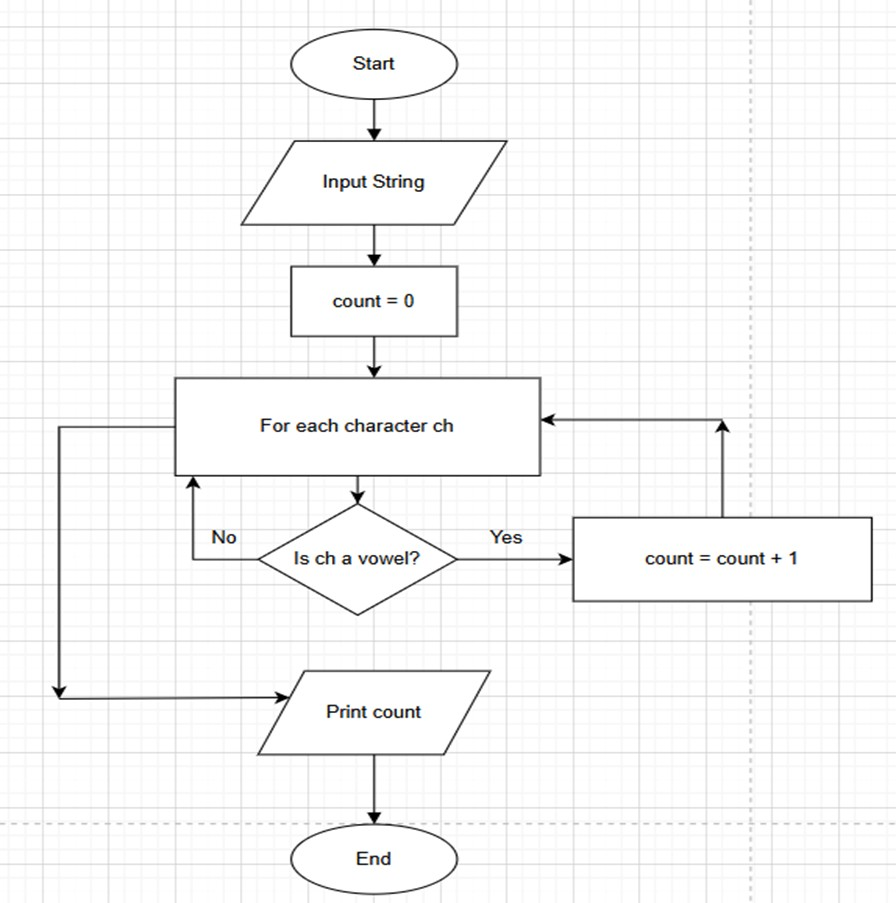 Start
Input String
count = 0
For each character ch
No
Yes
Is ch a vowel?
count = count + 1
Print count
End